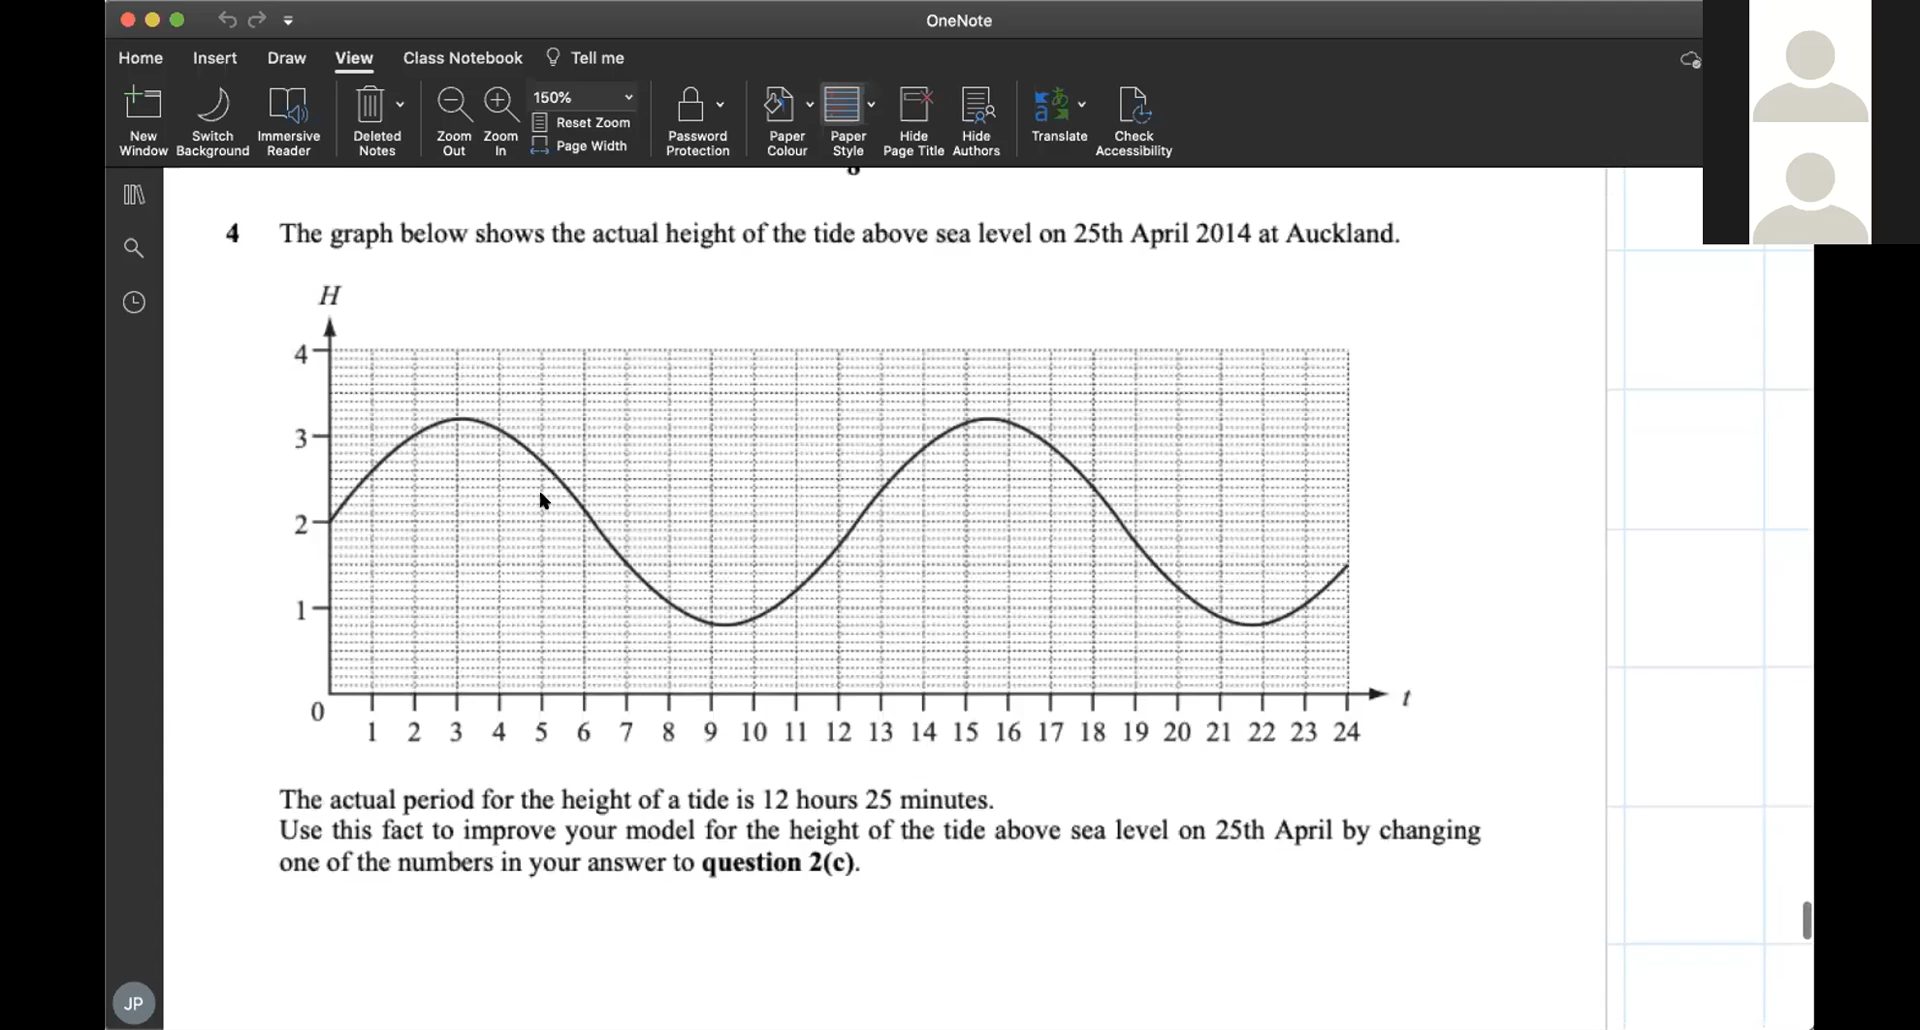 OneNote
Home Insert Draw View Class Notebook Tell me
New Window
Switch Background
Immersive Reader
Deleted Notes
Zoom Out
Zoom In
150%
Reset Zoom
Page Width
Password Protection
Paper Colour
Paper Style
Hide Page Title
Hide Authors
Translate
Check Accessibility
4 The graph below shows the actual height of the tide above sea level on 25th April 2014 at Auckland.
H
4
3
2
1
0
t
1 2 3 4 5 6 7 8 9 10 11 12 13 14 15 16 17 18 19 20 21 22 23 24
The actual period for the height of a tide is 12 hours 25 minutes.
Use this fact to improve your model for the height of the tide above sea level on 25th April by changing
one of the numbers in your answer to question 2(c).
JP